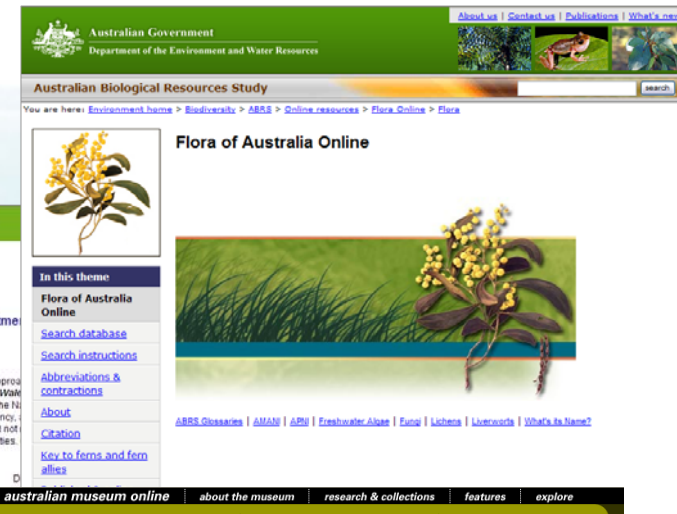 About us | Contact us | Publications | What's new
Australian Government
Department of the Environment and Water Resources
Australian Biological Resources Study
search
You are here: Environment home > Biodiversity > ABRS > Online resources > Flora Online > Flora
Flora of Australia Online
In this theme
Flora of Australia
Online
Search database
Search instructions
Abbreviations &
contractions
About
Citation
Key to ferns and fern
allies
ABRS Glossaries | AMANI | APNI | Freshwater Algae | Fungi | Lichens | Liverworts | What's its Name?
australian museum online
about the museum
research & collections
features
explore